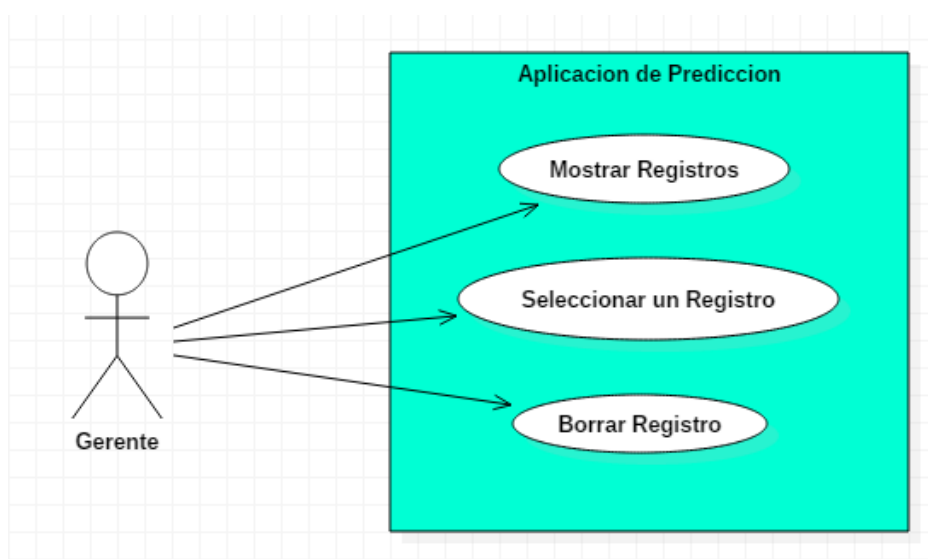 Aplicacion de Prediccion
Mostrar Registros
Seleccionar un Registro
Borrar Registro
Gerente